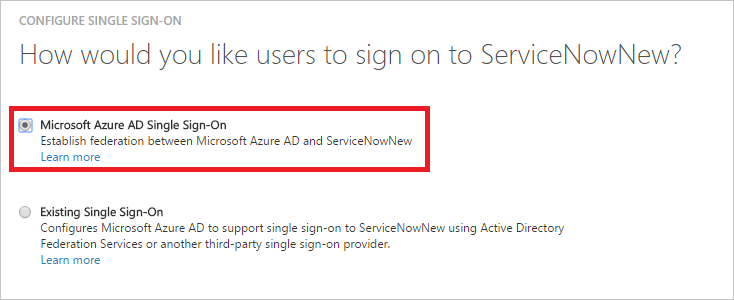 CONFIGURE SINGLE SIGN-ON
How would you like users to sign on to ServiceNowNew?
Microsoft Azure AD Single Sign-On
Establish federation between Microsoft Azure AD and ServiceNowNew
Learn more
Existing Single Sign-On
Configures Microsoft Azure AD to support single sign-on to ServiceNowNew using Active Directory
Federation Services or another third-party single sign-on provider.
Learn more